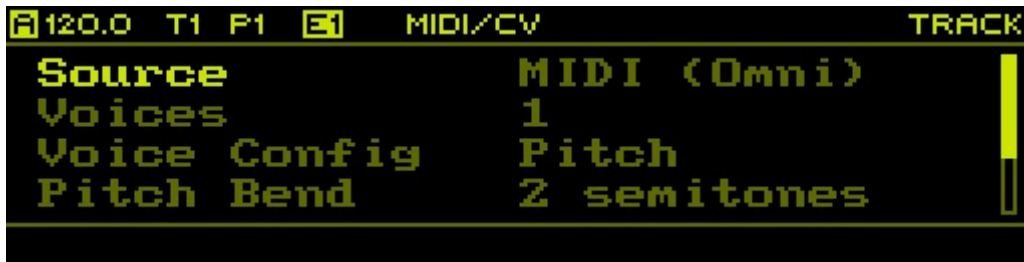 A 120.0 T1 P1 E1 MIDI/CV TRACK
Source MIDI (Omni)
Voices 1
Voice Config Pitch
Pitch Bend 2 semitones